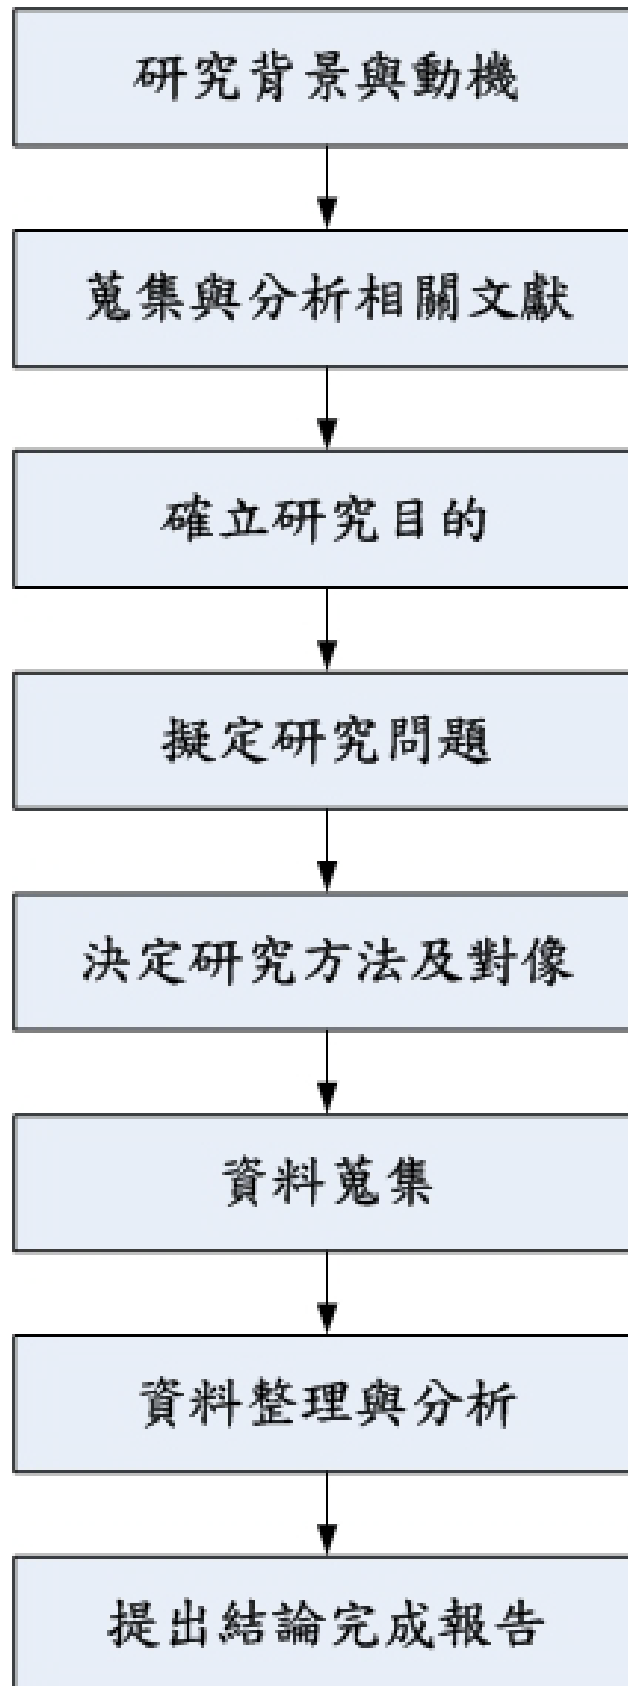 研究背景與動機
蒐集與分析相關文獻
確立研究目的
擬定研究問題
決定研究方法及對像
資料蒐集
資料整理與分析
提出結論完成報告